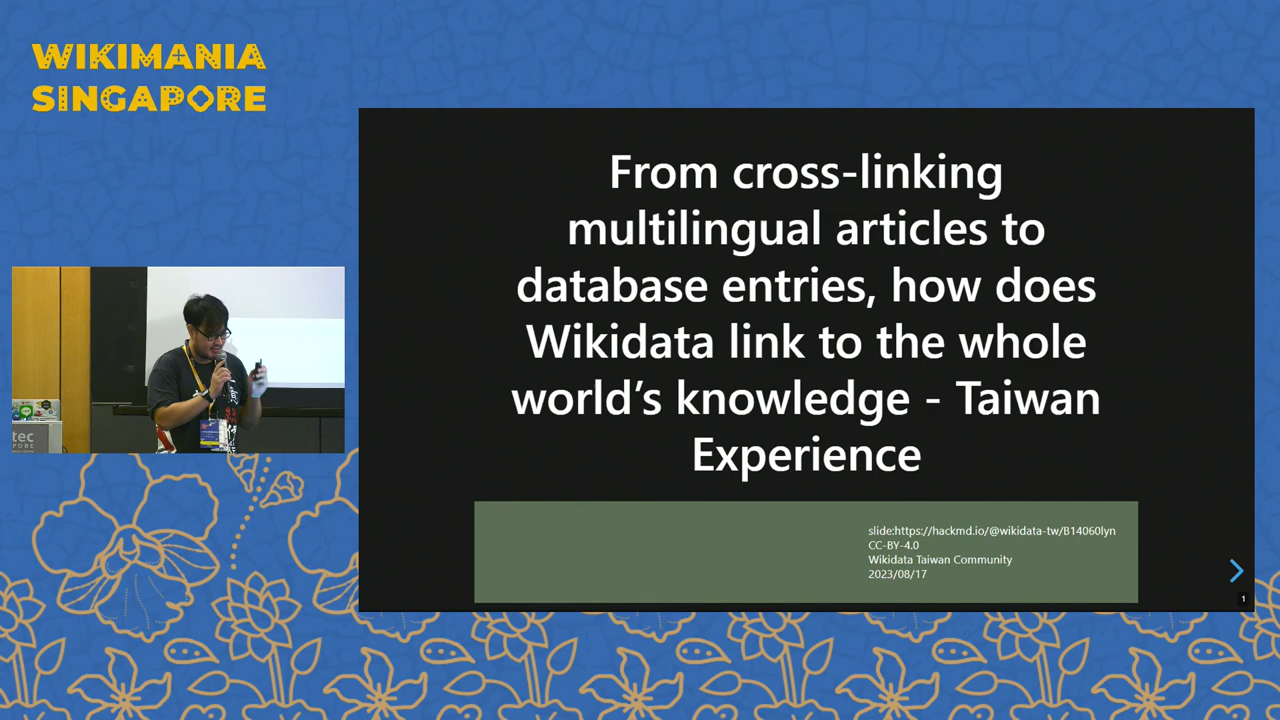 WIKIMANIA
SINGAPORE
From cross-linking
multilingual articles to
database entries, how does
Wikidata link to the whole
world’s knowledge - Taiwan
Experience
slide:https://hackmd.io/@wikidata-tw/B14060lyn
CC-BY-4.0
Wikidata Taiwan Community
2023/08/17
1
tec